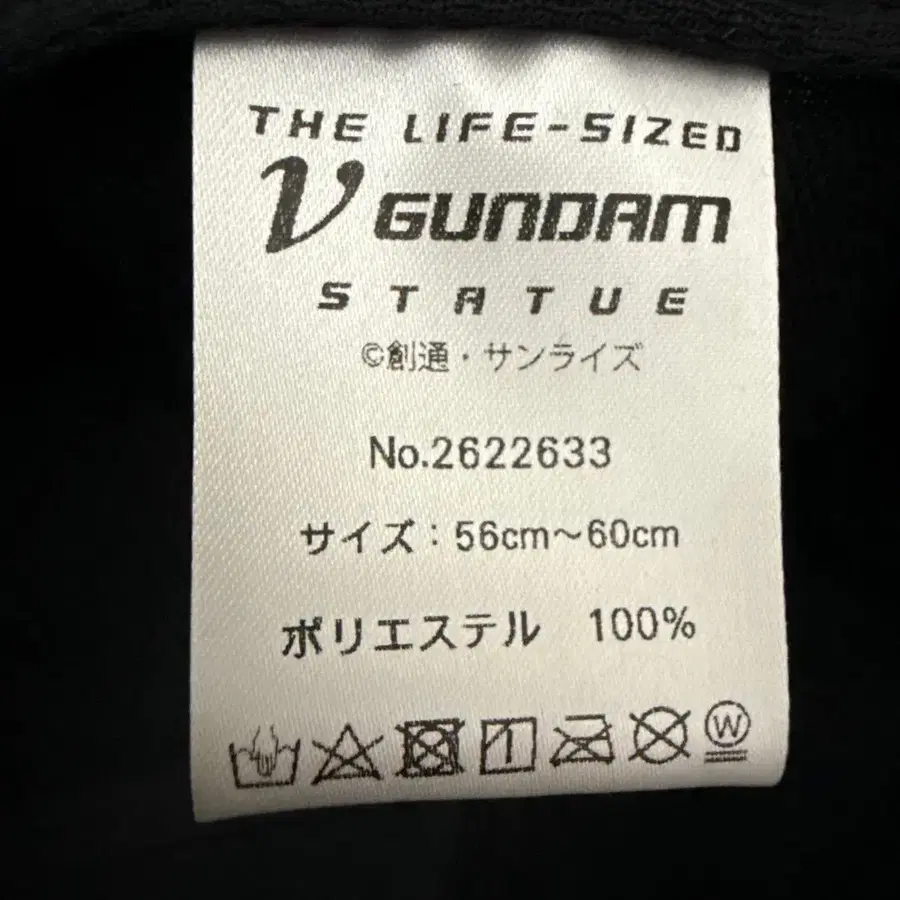 THE LIFE-SIZED
ν GUNDAM
STATUE
©創通・サンライズ
No.2622633
サイズ：56cm～60cm
ポリエステル　100%
W